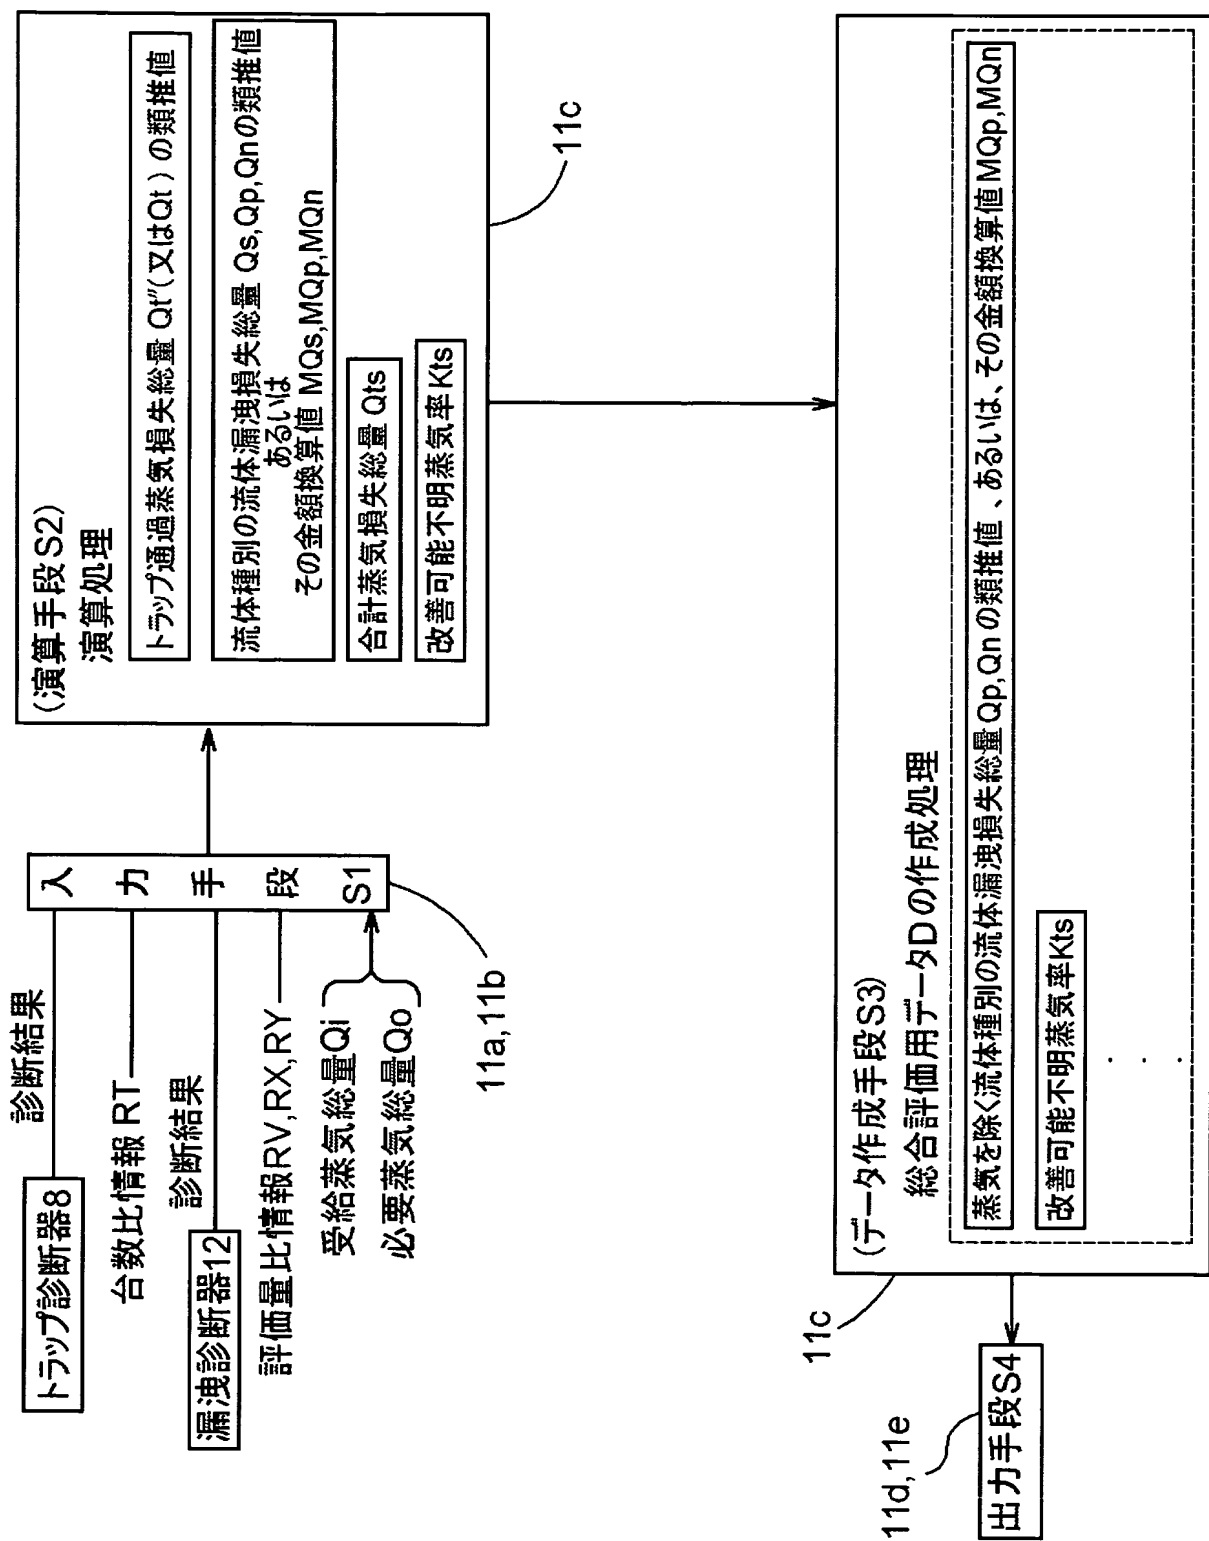 トラップ診断器8
診断結果
台数比情報 RT
漏洩診断器12
診断結果
評価量比情報RV,RX,RY
受給蒸気総量Qi
必要蒸気総量Qo
入力手段S1
11a,11b
(演算手段S2)
演算処理
トラップ通過蒸気損失総量 Qt"(又はQt ) の類推値
流体種別の流体漏洩損失総量 Qs,Qp,Qnの類推値
あるいは
その金額換算値 MQs,MQp,MQn
合計蒸気損失総量 Qts
改善可能不明蒸気率Kts
11c
(データ作成手段S3)
総合評価用データDの作成処理
蒸気を除く流体種別の流体漏洩損失総量 Qp,Qn の類推値 、あるいは、その金額換算値 MQp,MQn
改善可能不明蒸気率Kts
・・・
11c
出力手段S4
11d,11e